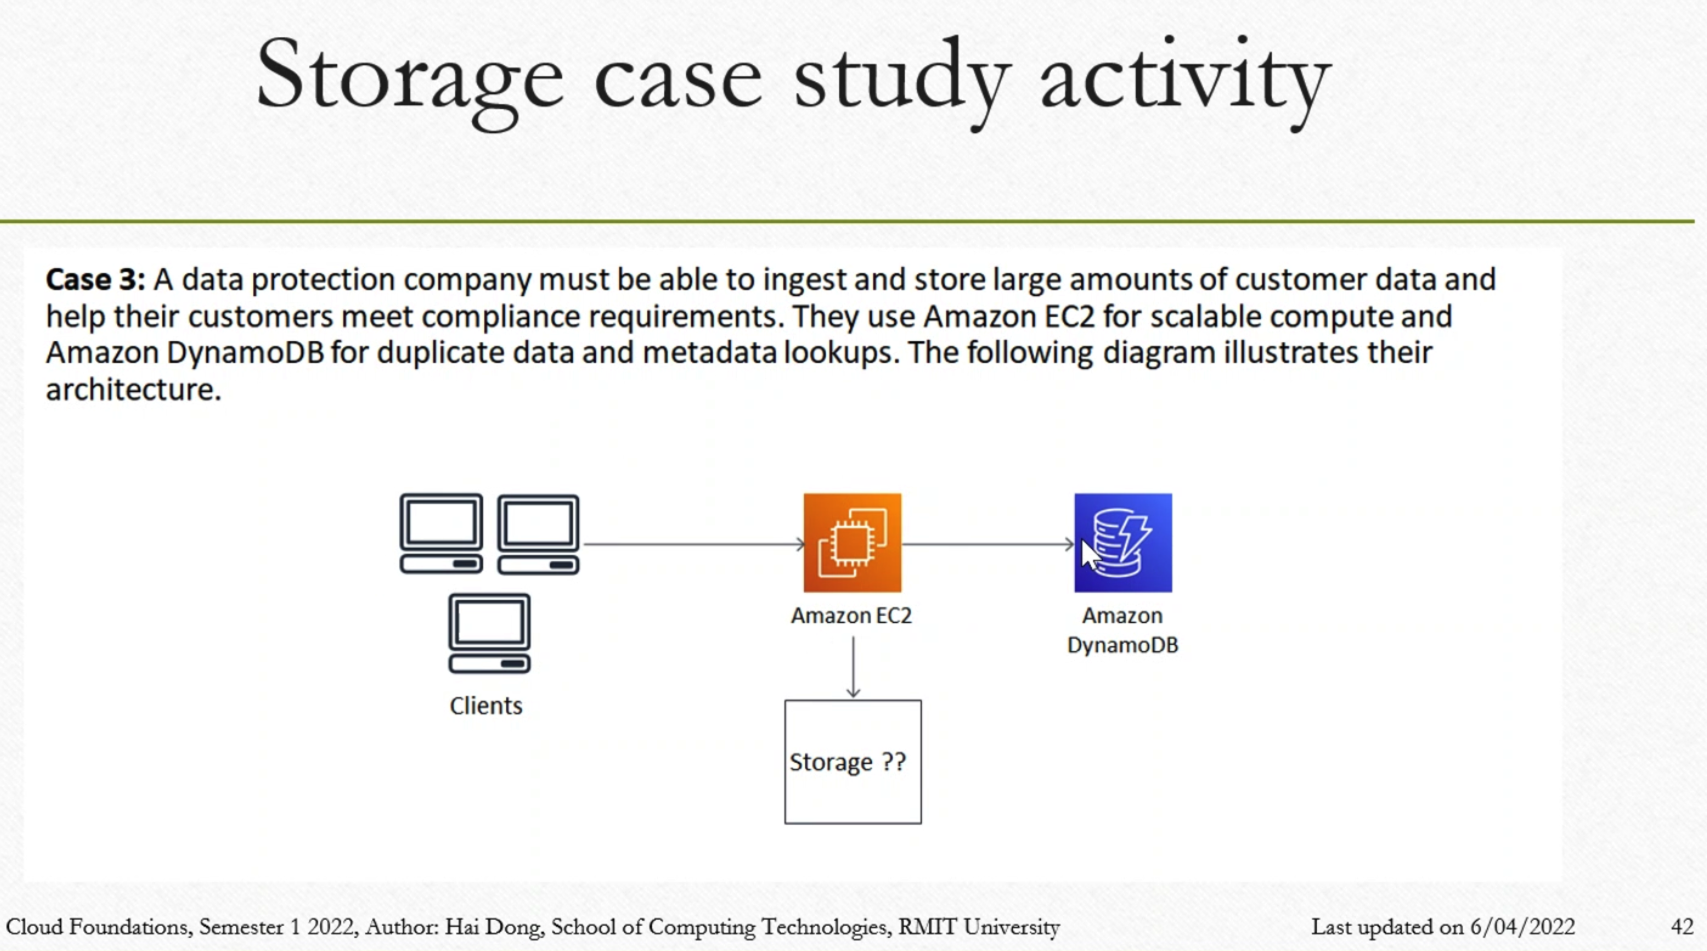 Storage case study activity
Case 3: A data protection company must be able to ingest and store large amounts of customer data and
help their customers meet compliance requirements. They use Amazon EC2 for scalable compute and
Amazon DynamoDB for duplicate data and metadata lookups. The following diagram illustrates their
architecture.
Amazon EC2
Amazon
DynamoDB
Clients
Storage ??
Cloud Foundations, Semester 1 2022, Author: Hai Dong, School of Computing Technologies, RMIT University
Last updated on 6/04/2022
42